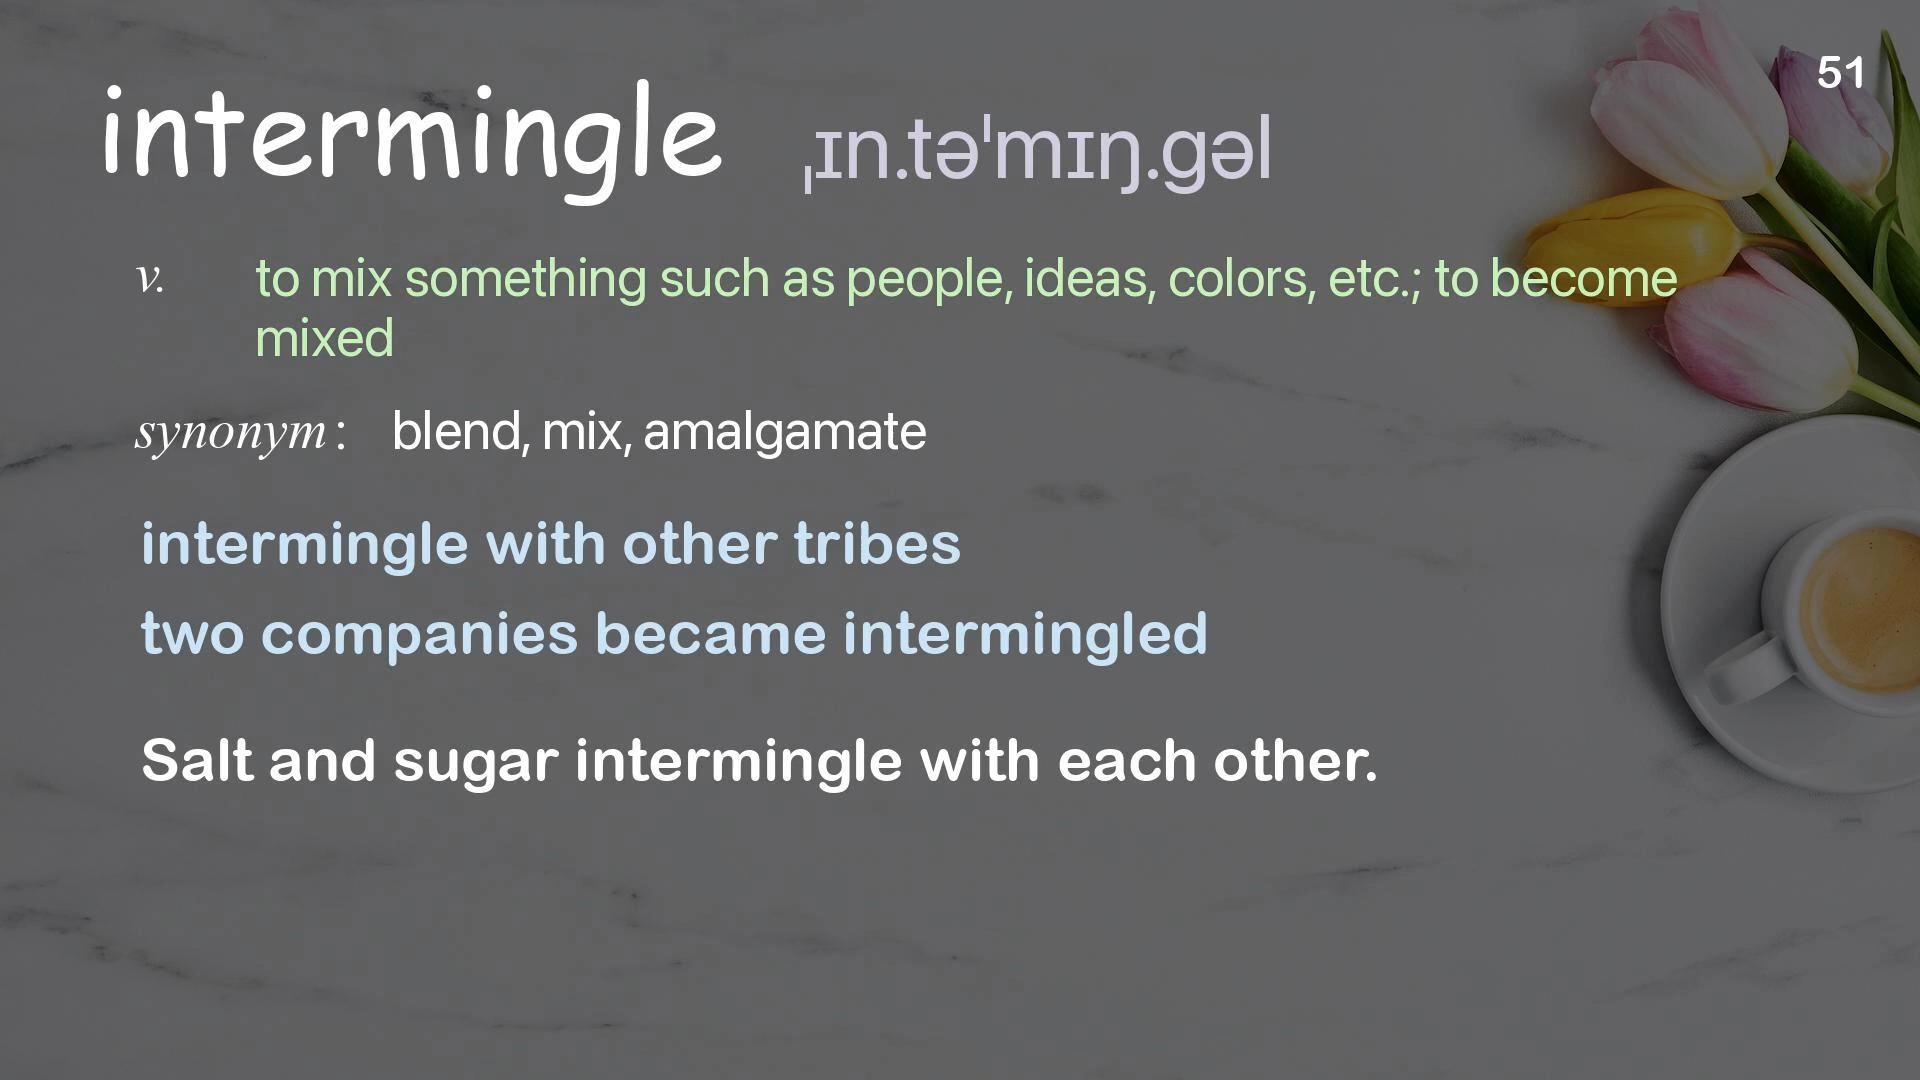 51
intermingle ˌɪn.təˈmɪŋ.gəl
v. to mix something such as people, ideas, colors, etc.; to become
mixed
synonym : blend, mix, amalgamate
intermingle with other tribes
two companies became intermingled
Salt and sugar intermingle with each other.